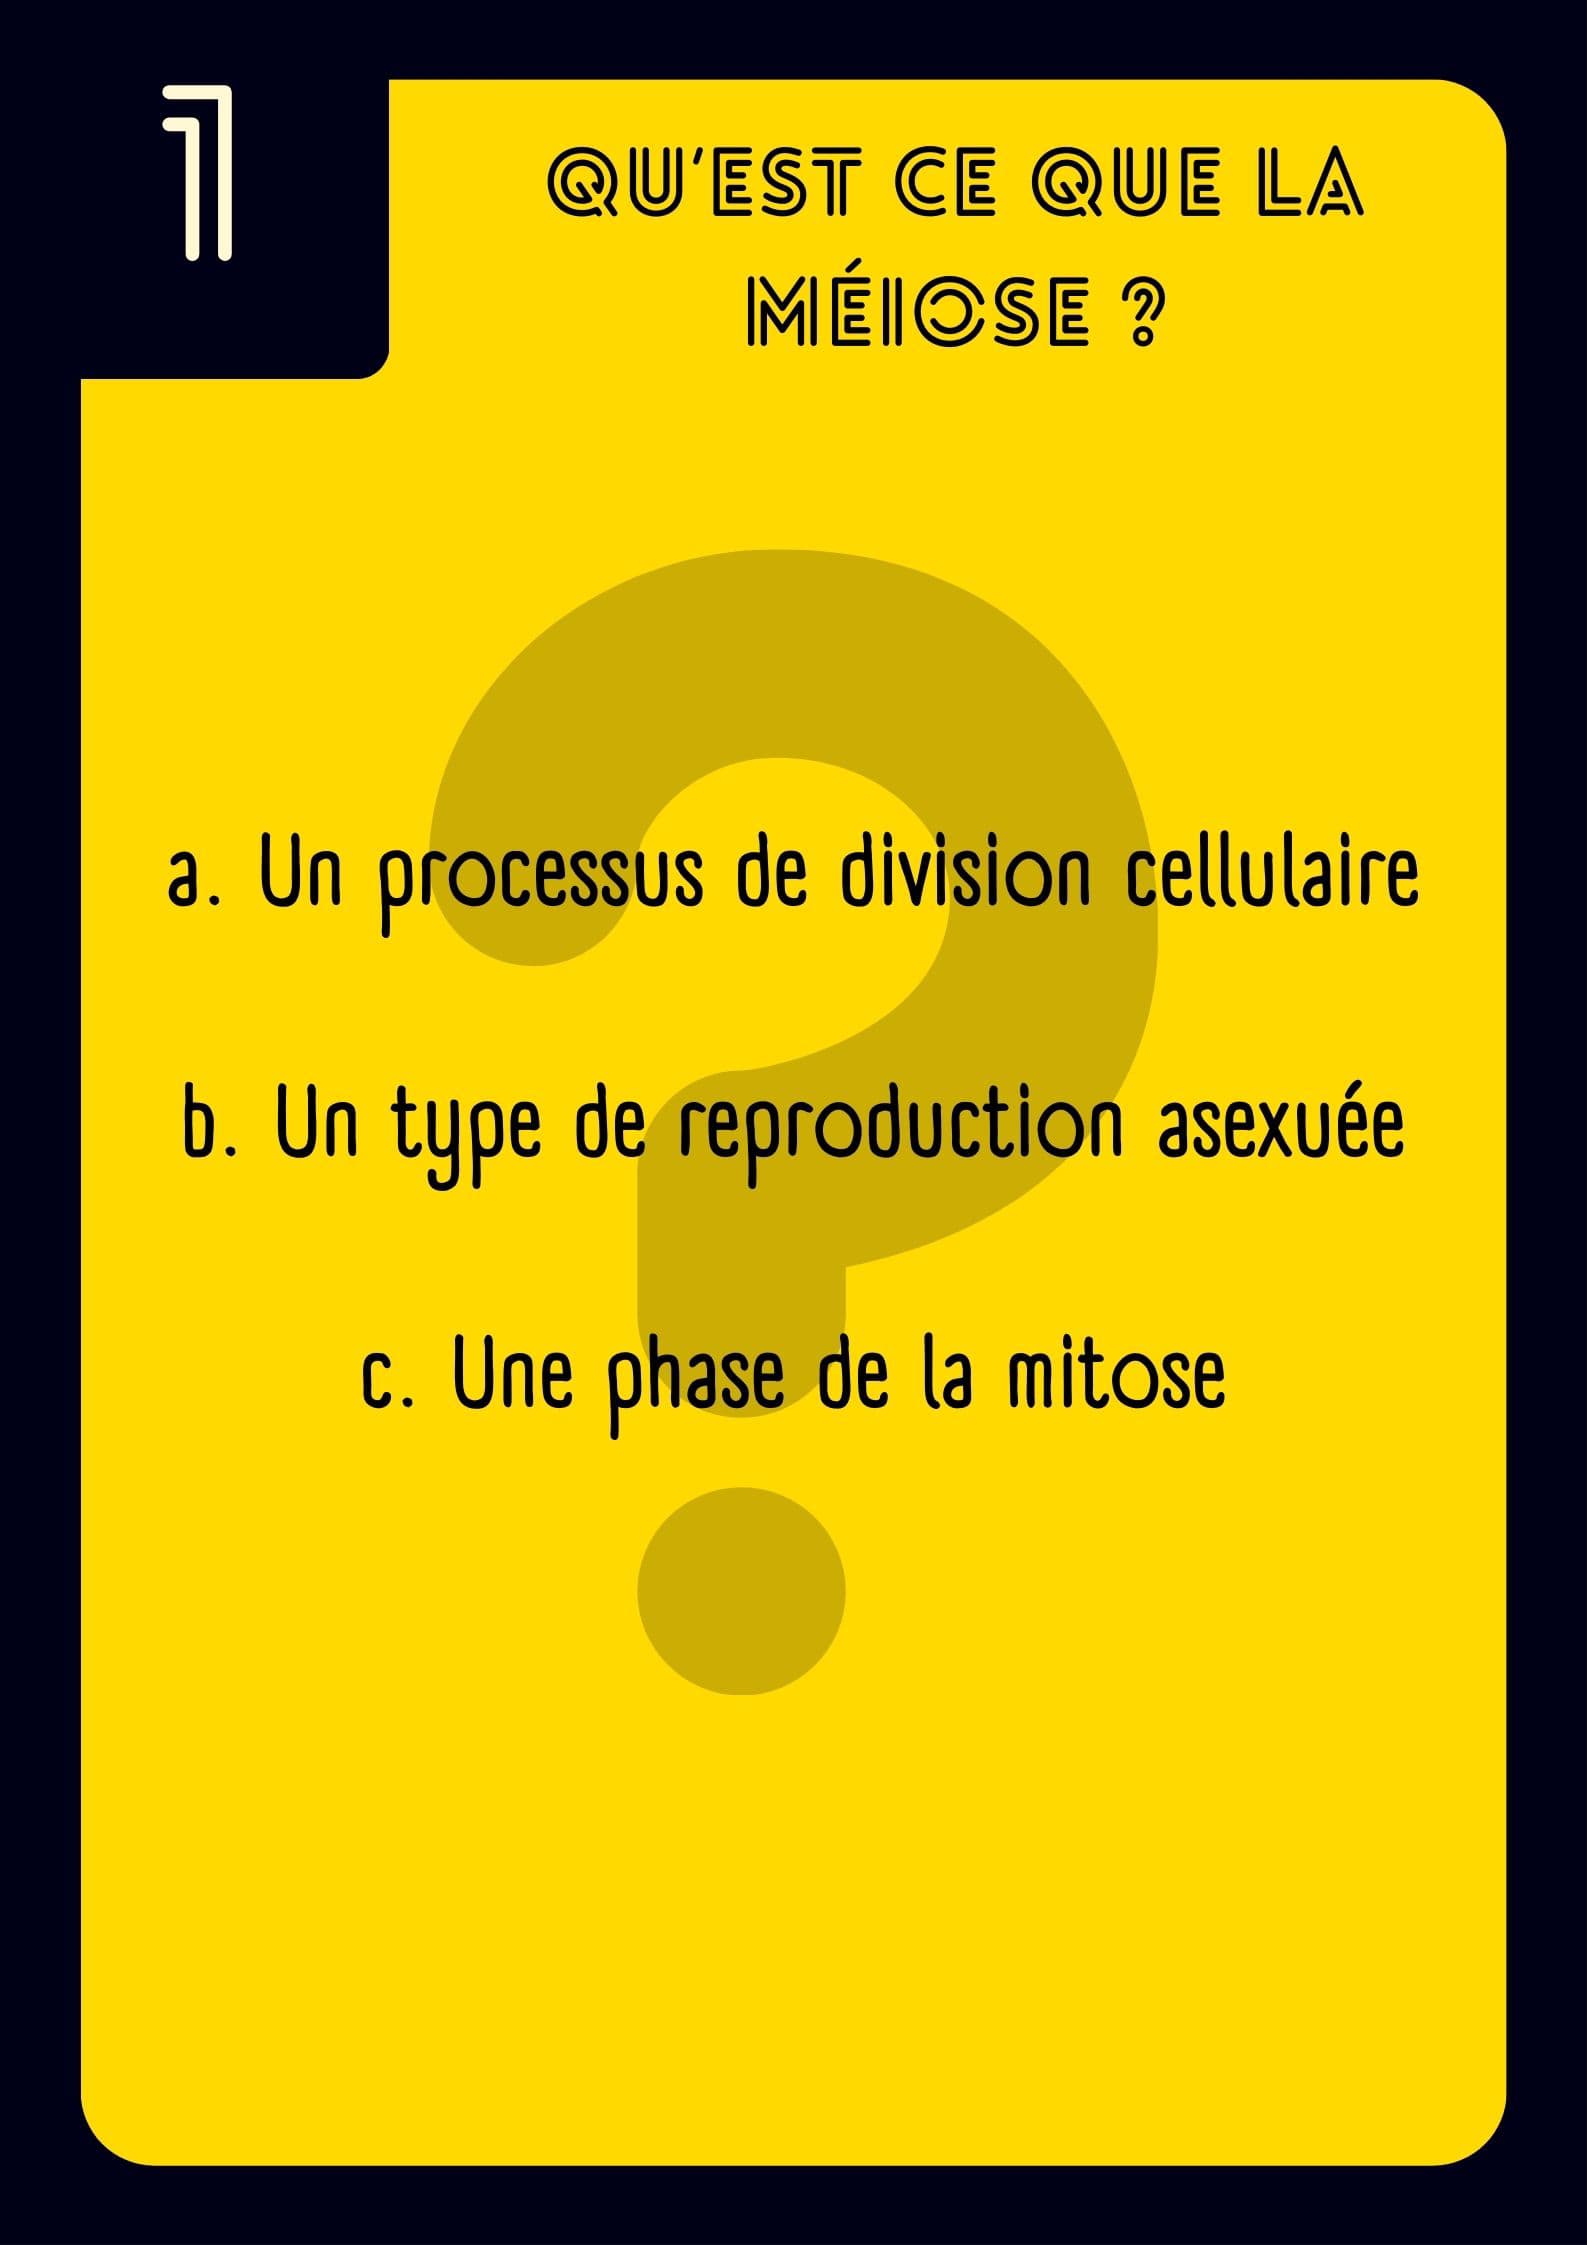 1
QU'EST CE QUE LA
MÉIOSE ?
a. Un processus de division cellulaire
b. Un type de reproduction asexuée
c. Une phase de la mitose